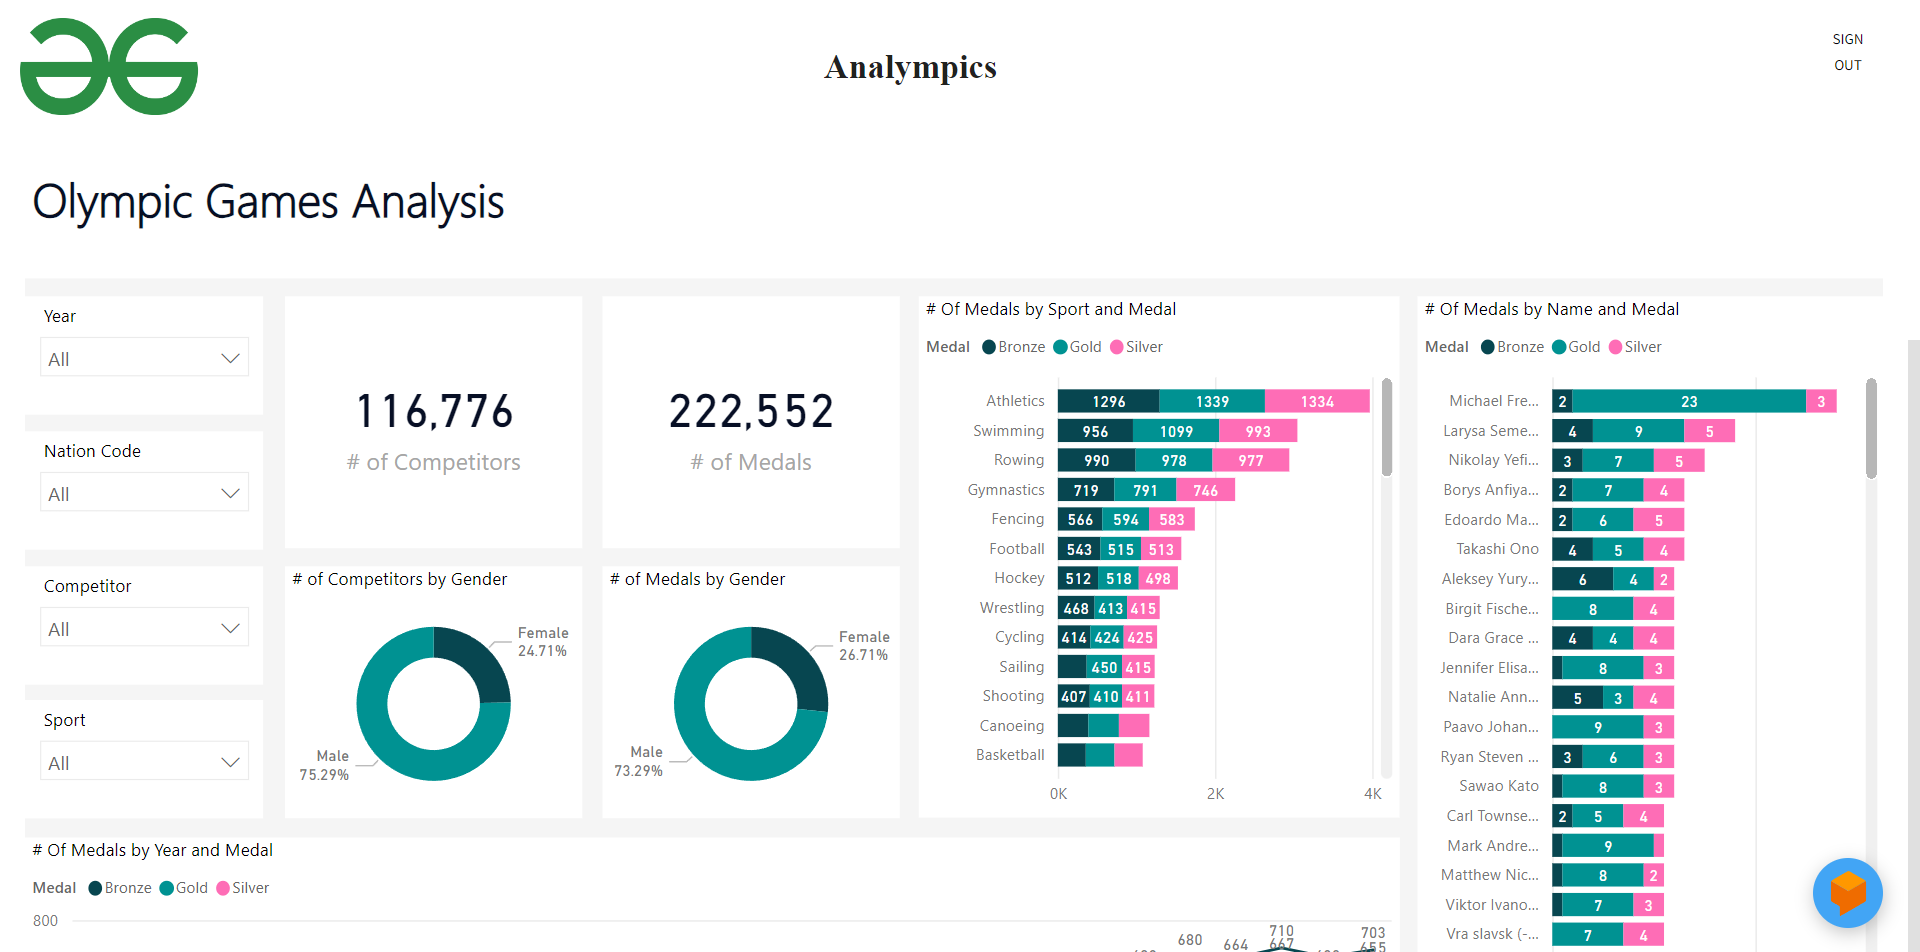 Analympics
SIGN
OUT
Olympic Games Analysis
Year
All
Nation Code
All
Competitor
All
Sport
All
116,776
# of Competitors
222,552
# of Medals
# of Competitors by Gender
Female
24.71%
Male
75.29%
# of Medals by Gender
Female
26.71%
Male
73.29%
# Of Medals by Sport and Medal
Medal Bronze Gold Silver
Athletics 1296 1339 1334
Swimming 956 1099 993
Rowing 990 978 977
Gymnastics 719 791 746
Fencing 566 594 583
Football 543 515 513
Hockey 512 518 498
Wrestling 468 413 415
Cycling 414 424 425
Sailing 450 415
Shooting 407 410 411
Canoeing
Basketball
0K 2K 4K
# Of Medals by Name and Medal
Medal Bronze Gold Silver
Michael Fre... 2 23 3
Larysa Seme... 4 9 5
Nikolay Yefi... 3 7 5
Borys Anfiya... 2 7 4
Edoardo Ma... 2 6 5
Takashi Ono 4 5 4
Aleksey Yury... 6 4 2
Birgit Fische... 8 4
Dara Grace ... 4 4 4
Jennifer Elisa... 8 3
Natalie Ann... 5 3 4
Paavo Johan... 9 3
Ryan Steven ... 3 6 3
Sawao Kato 8 3
Carl Townse... 2 5 4
Mark Andre... 9
Matthew Nic... 8 2
Viktor Ivano... 7 3
Vra slavsk (-... 7 4
# Of Medals by Year and Medal
Medal Bronze Gold Silver
800
680 664 710 667 703 655